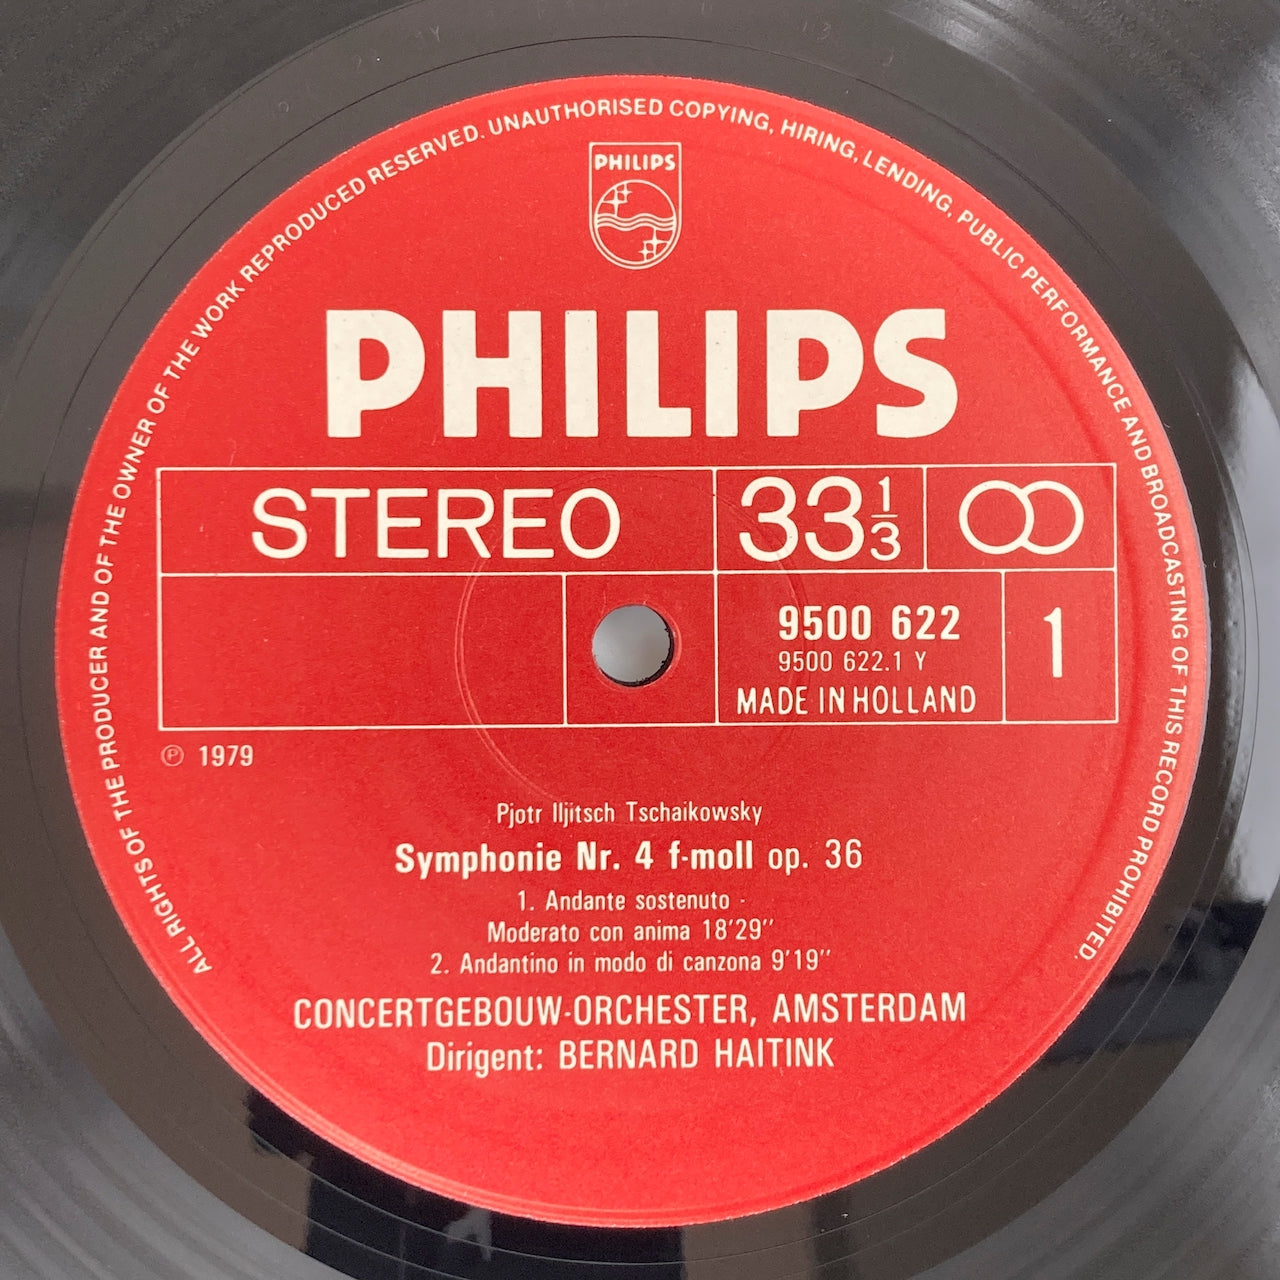 ALL RIGHTS OF THE PRODUCER AND OF THE OWNER OF THE WORK REPRODUCED RESERVED. UNAUTHORISED COPYING, HIRING, LENDING, PUBLIC PERFORMANCE AND BROADCASTING OF THIS RECORD PROHIBITED.
PHILIPS
PHILIPS
STEREO 33 1/3
9500 622
9500 622.1 Y
MADE IN HOLLAND
1
℗ 1979
Pjotr Iljitsch Tschaikowsky
Symphonie Nr. 4 f-moll op. 36
1. Andante sostenuto -
Moderato con anima 18'29''
2. Andantino in modo di canzona 9'19''
CONCERTGEBOUW-ORCHESTER, AMSTERDAM
Dirigent: BERNARD HAITINK